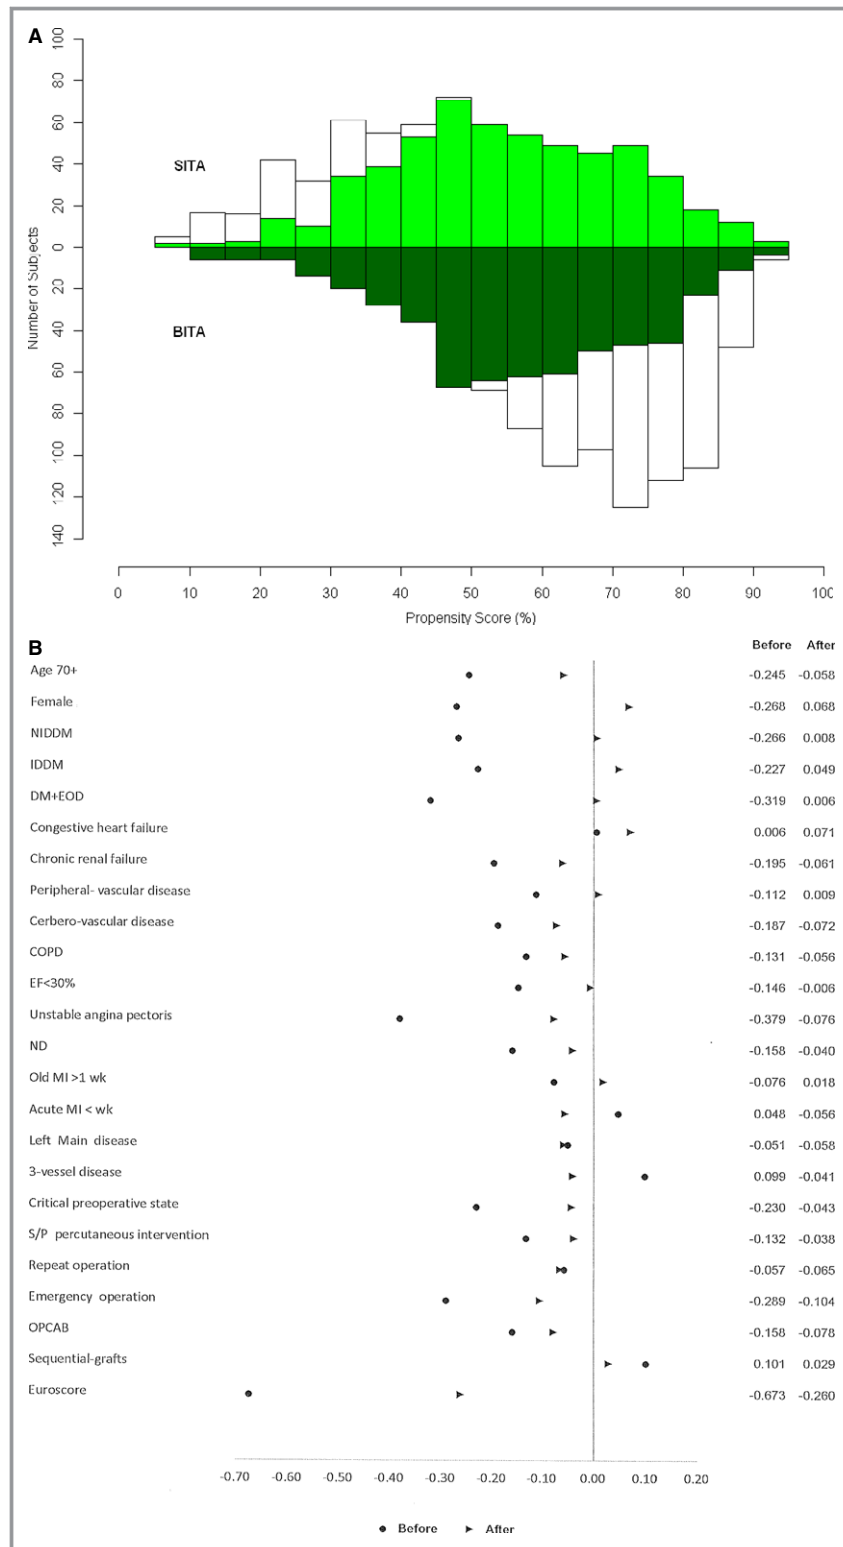 A
100
80
60
40
20
0
20
40
60
80
100
120
140
Number of Subjects
SITA
BITA
0 10 20 30 40 50 60 70 80 90 100
Propensity Score (%)
B
Before After
Age 70+ -0.245 -0.058
Female -0.268 0.068
NIDDM -0.266 0.008
IDDM -0.227 0.049
DM+EOD -0.319 0.006
Congestive heart failure 0.006 0.071
Chronic renal failure -0.195 -0.061
Peripheral- vascular disease -0.112 0.009
Cerbero-vascular disease -0.187 -0.072
COPD -0.131 -0.056
EF<30% -0.146 -0.006
Unstable angina pectoris -0.379 -0.076
ND -0.158 -0.040
Old MI >1 wk -0.076 0.018
Acute MI < wk 0.048 -0.056
Left Main disease -0.051 -0.058
3-vessel disease 0.099 -0.041
Critical preoperative state -0.230 -0.043
S/P percutaneous intervention -0.132 -0.038
Repeat operation -0.057 -0.065
Emergency operation -0.289 -0.104
OPCAB -0.158 -0.078
Sequential-grafts 0.101 0.029
Euroscore -0.673 -0.260
-0.70 -0.60 -0.50 -0.40 -0.30 -0.20 -0.10 0.00 0.10 0.20
Before After